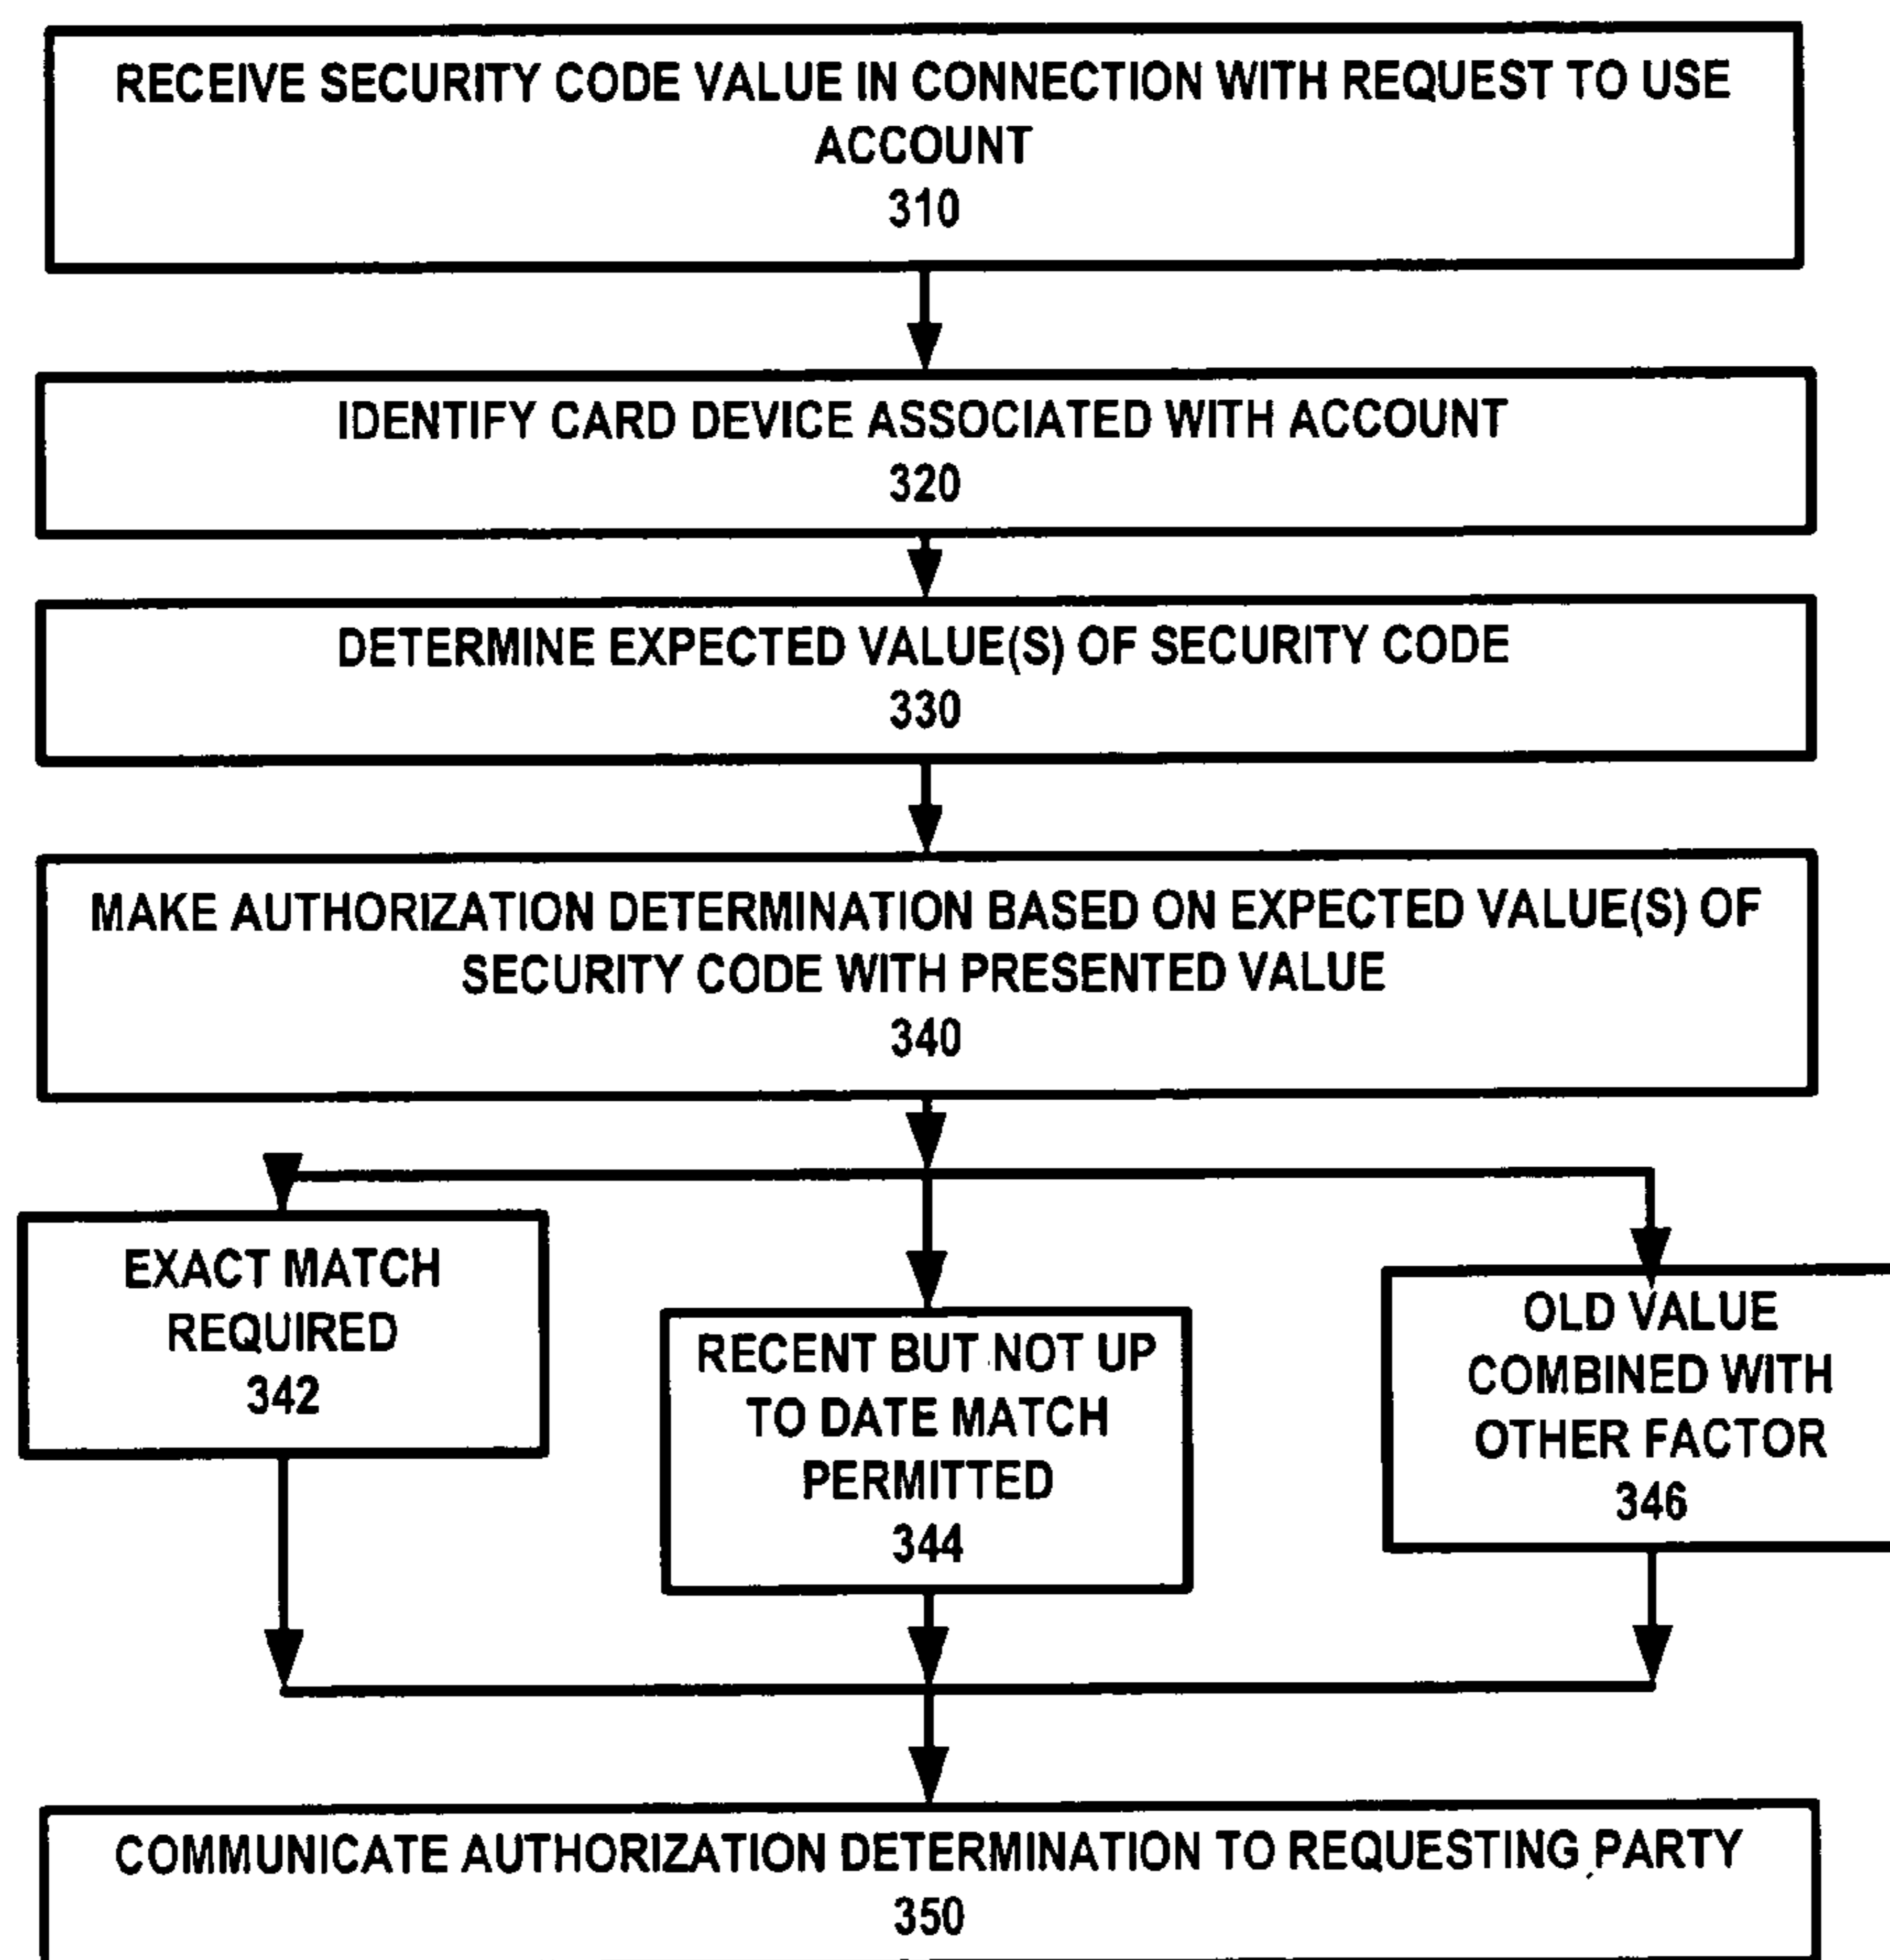 RECEIVE SECURITY CODE VALUE IN CONNECTION WITH REQUEST TO USE
ACCOUNT
310
IDENTIFY CARD DEVICE ASSOCIATED WITH ACCOUNT
320
DETERMINE EXPECTED VALUE(S) OF SECURITY CODE
330
MAKE AUTHORIZATION DETERMINATION BASED ON EXPECTED VALUE(S) OF
SECURITY CODE WITH PRESENTED VALUE
340
EXACT MATCH
REQUIRED
342
RECENT BUT NOT UP
TO DATE MATCH
PERMITTED
344
OLD VALUE
COMBINED WITH
OTHER FACTOR
346
COMMUNICATE AUTHORIZATION DETERMINATION TO REQUESTING PARTY
350